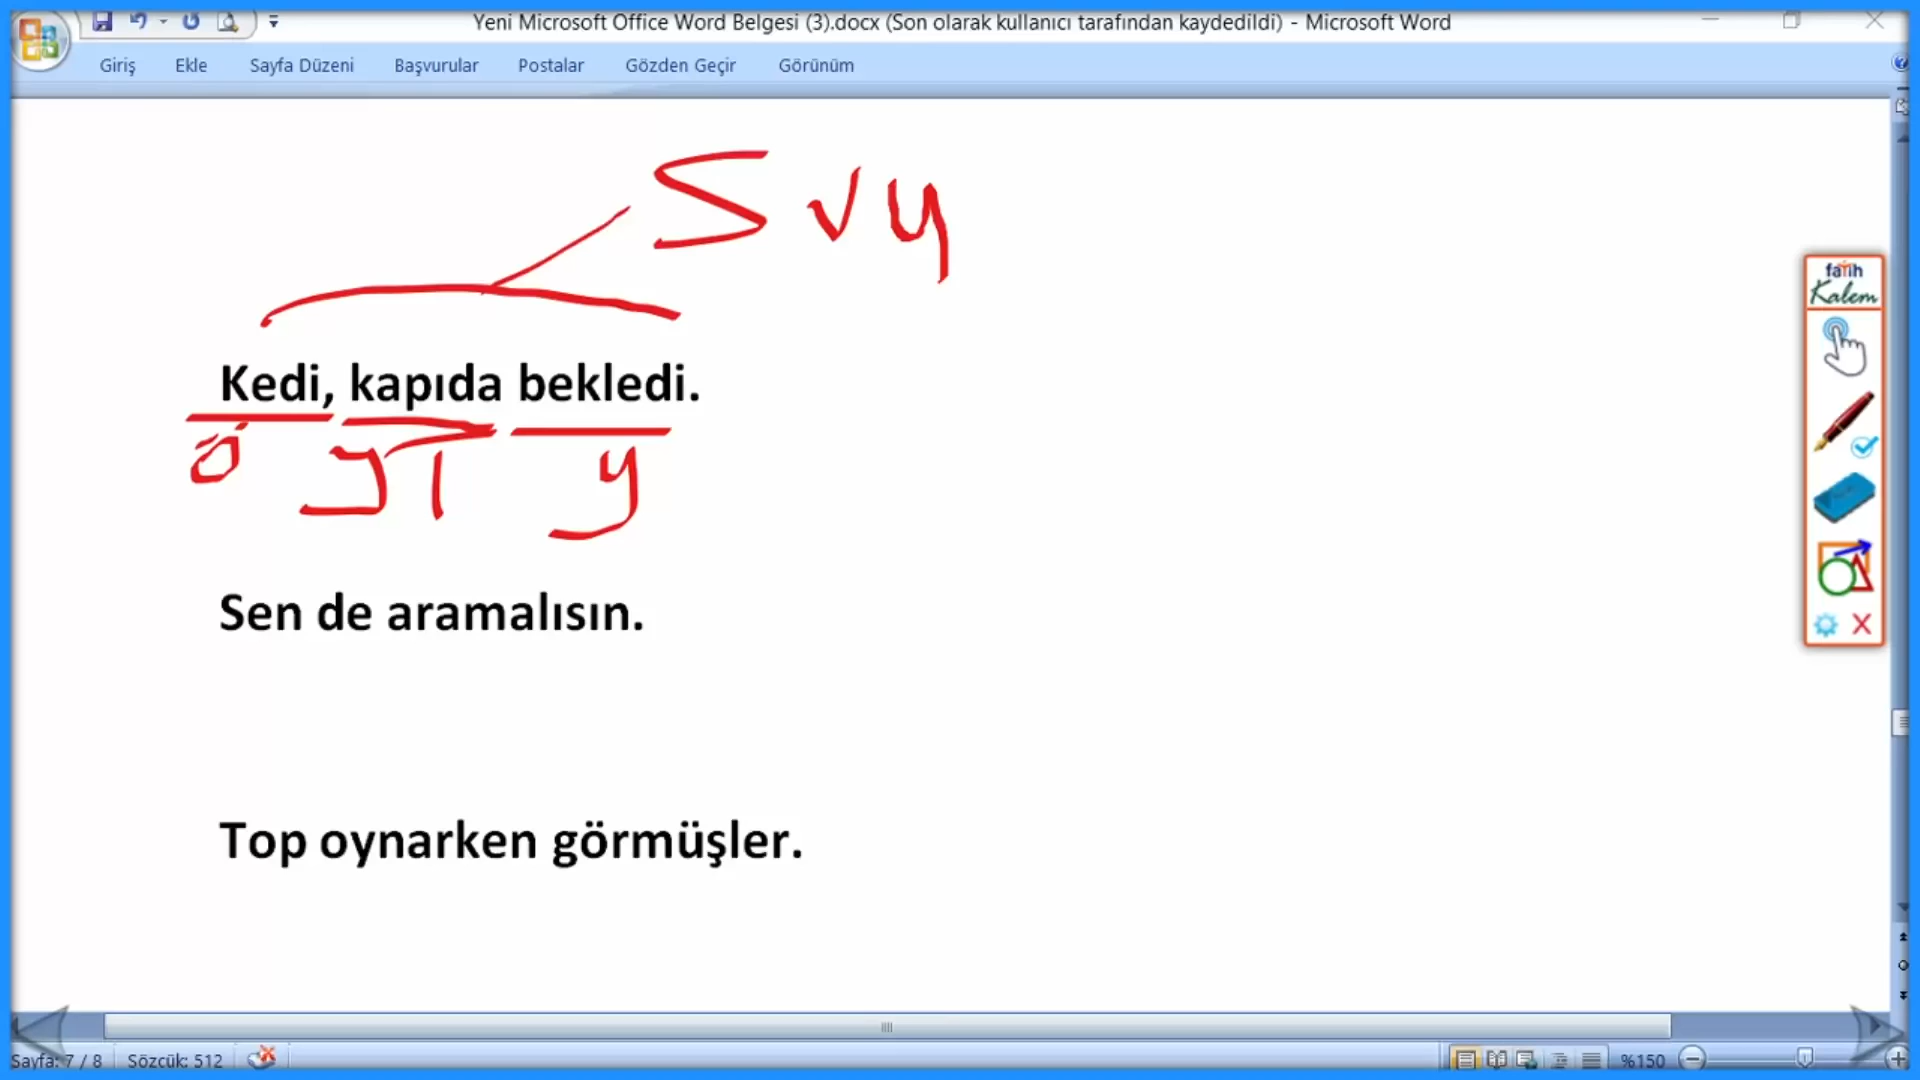 Yeni Microsoft Office Word Belgesi (3).docx (Son olarak kullanıcı tarafından kaydedildi) - Microsoft Word
Giriş Ekle Sayfa Düzeni Başvurular Postalar Gözden Geçir Görünüm
S v y
Kedi, kapıda bekledi.
Ö yT y
Sen de aramalısın.
Top oynarken görmüşler.
fatih
Kalem
Sayfa: 7 / 8 Sözcük: 512 %150